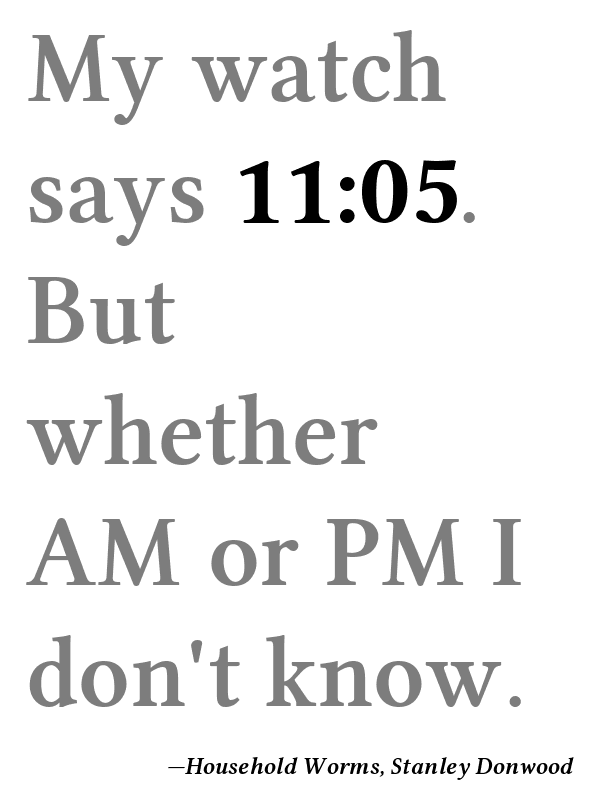 My watch
says 11:05.
But
whether
AM or PM I
don't know.
—Household Worms, Stanley Donwood